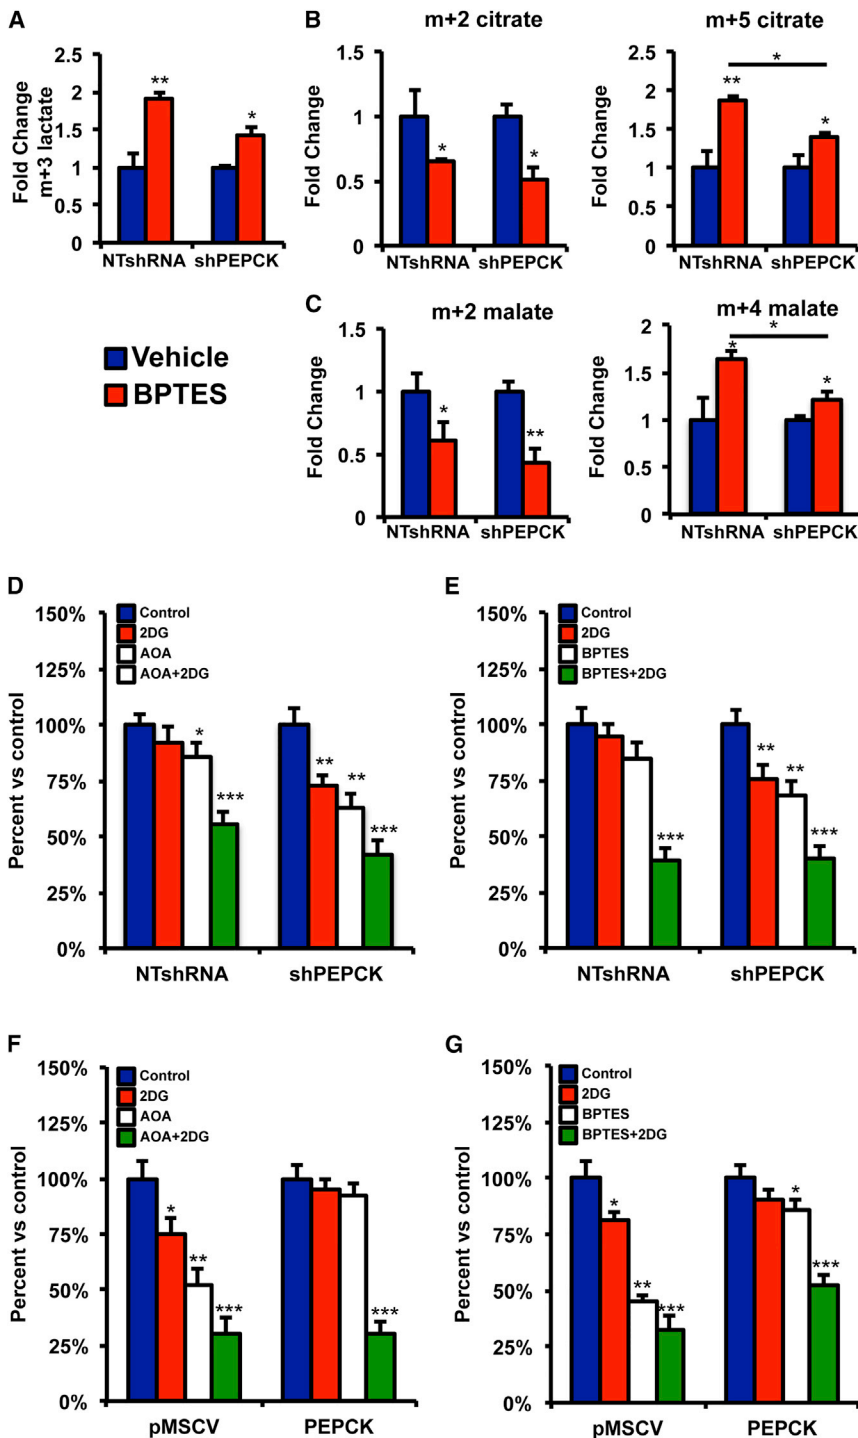 A
Fold Change
m+3 lactate
2.5
2
1.5
1
0.5
0
**
*
NTshRNA shPEPCK
B
m+2 citrate
Fold Change
1.5
1
0.5
0
*
*
NTshRNA shPEPCK
m+5 citrate
Fold Change
2.5
2
1.5
1
0.5
0
**
*
*
NTshRNA shPEPCK
Vehicle
BPTES
C
m+2 malate
Fold Change
1.5
1
0.5
0
*
**
NTshRNA shPEPCK
m+4 malate
Fold Change
2
1.5
1
0.5
0
*
*
*
NTshRNA shPEPCK
D
Percent vs control
150%
125%
100%
75%
50%
25%
0%
Control
2DG
AOA
AOA+2DG
*
***
**
**
***
NTshRNA shPEPCK
E
Percent vs control
150%
125%
100%
75%
50%
25%
0%
Control
2DG
BPTES
BPTES+2DG
***
**
**
***
NTshRNA shPEPCK
F
Percent vs control
150%
125%
100%
75%
50%
25%
0%
Control
2DG
AOA
AOA+2DG
*
**
***
***
pMSCV PEPCK
G
Percent vs control
150%
125%
100%
75%
50%
25%
0%
Control
2DG
BPTES
BPTES+2DG
*
**
***
*
***
pMSCV PEPCK